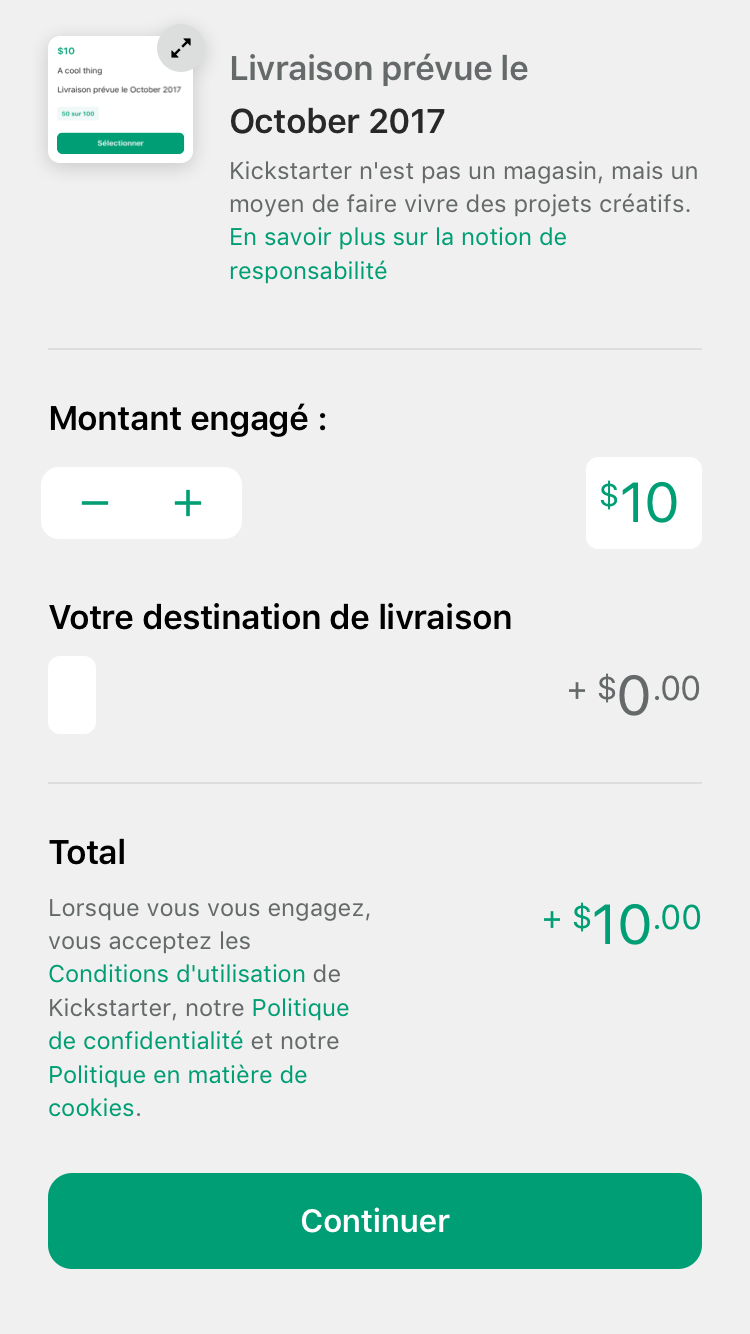 $10
A cool thing
Livraison prévue le October 2017
50 sur 100
Sélectionner
Livraison prévue le
October 2017
Kickstarter n'est pas un magasin, mais un
moyen de faire vivre des projets créatifs.
En savoir plus sur la notion de
responsabilité
Montant engagé :
$10
Votre destination de livraison
+ $0.00
Total
Lorsque vous vous engagez,
vous acceptez les
Conditions d'utilisation de
Kickstarter, notre Politique
de confidentialité et notre
Politique en matière de
cookies.
+ $10.00
Continuer